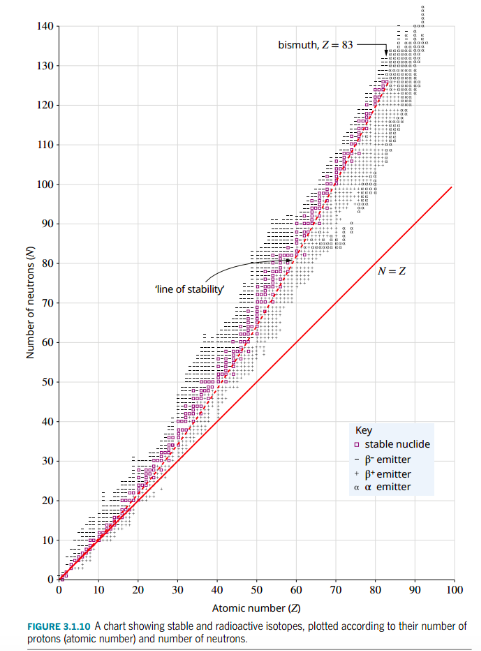 140
130
120
110
100
90
80
70
60
50
40
30
20
10
0
Number of neutrons (N)
bismuth, Z = 83
'line of stability'
N = Z
Key
stable nuclide
− β⁻ emitter
+ β⁺ emitter
α α emitter
0 10 20 30 40 50 60 70 80 90 100
Atomic number (Z)
FIGURE 3.1.10 A chart showing stable and radioactive isotopes, plotted according to their number of
protons (atomic number) and number of neutrons.